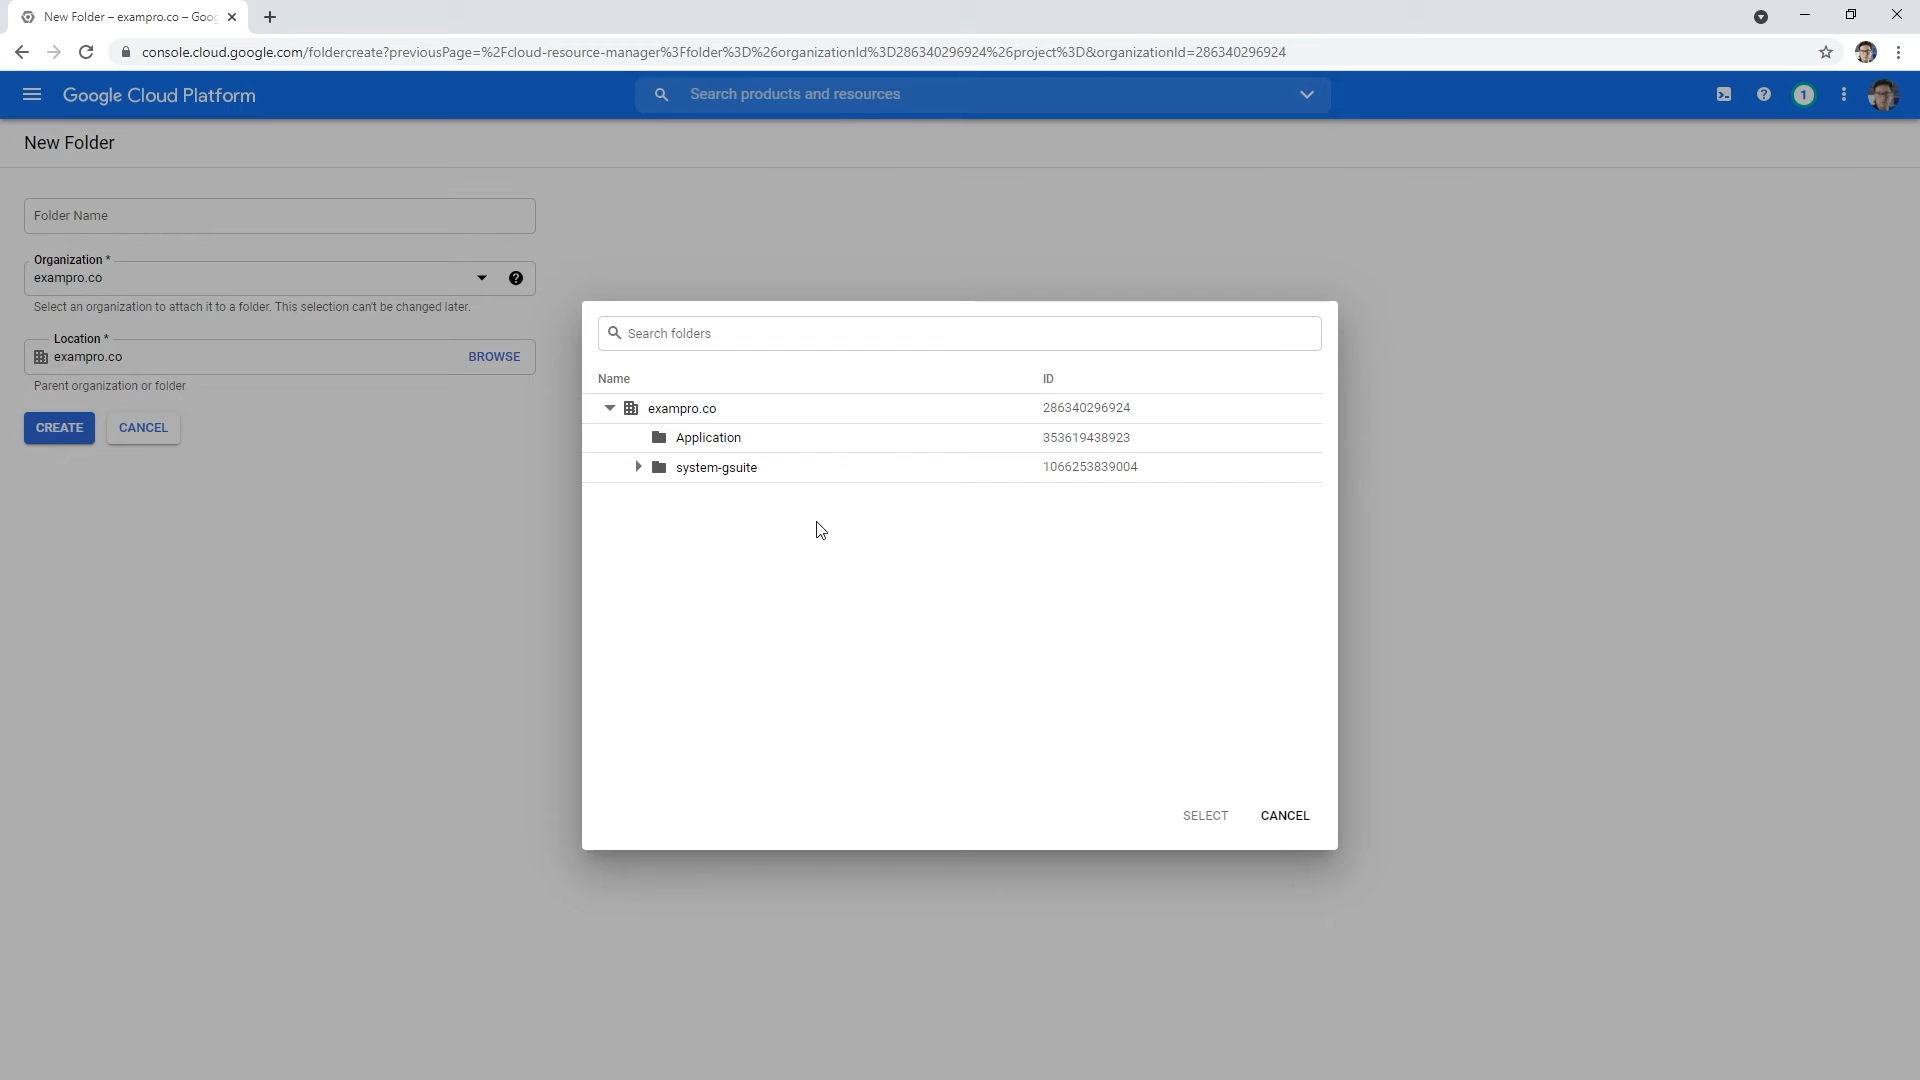 New Folder – exampro.co – Goo
console.cloud.google.com/foldercreate?previousPage=%2Fcloud-resource-manager%3Ffolder%3D%26organizationId%3D286340296924%26project%3D&organizationId=286340296924
Google Cloud Platform
Search products and resources
1
New Folder
Folder Name
Organization *
exampro.co
Select an organization to attach it to a folder. This selection can't be changed later.
Location *
exampro.co
BROWSE
Parent organization or folder
CREATE
CANCEL
Search folders
Name
ID
exampro.co
286340296924
Application
353619438923
system-gsuite
1066253839004
SELECT
CANCEL